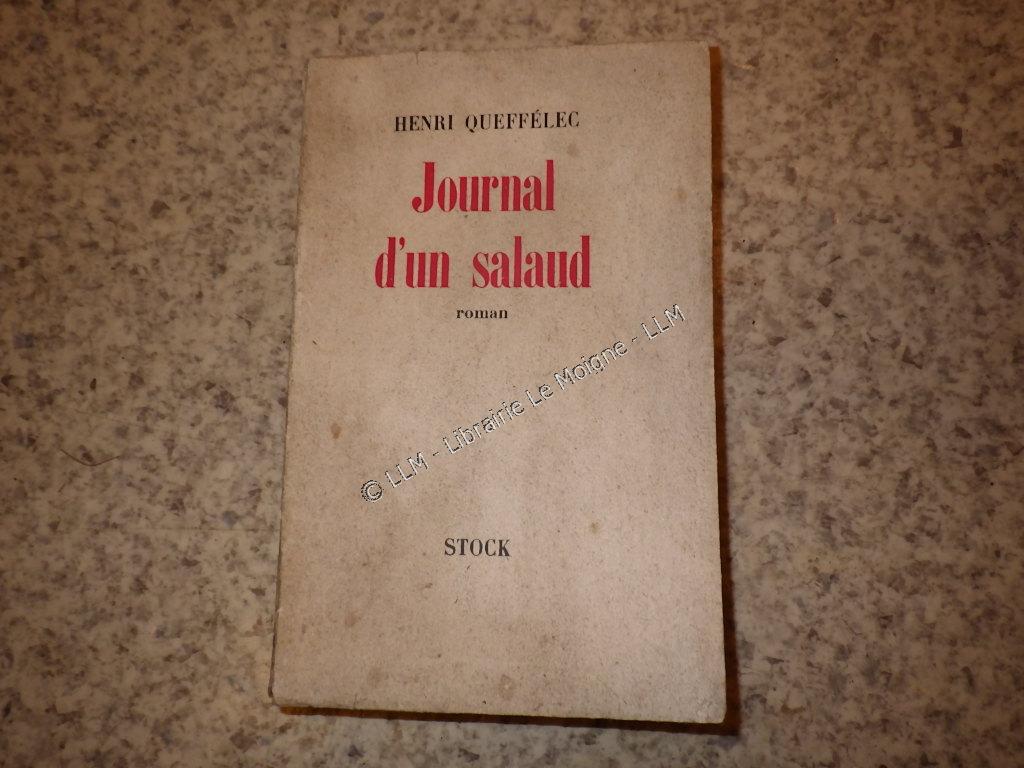 HENRI QUEFFÉLEC
Journal
d'un salaud
roman
© LLM - Librairie Le Moigne - LLM
STOCK